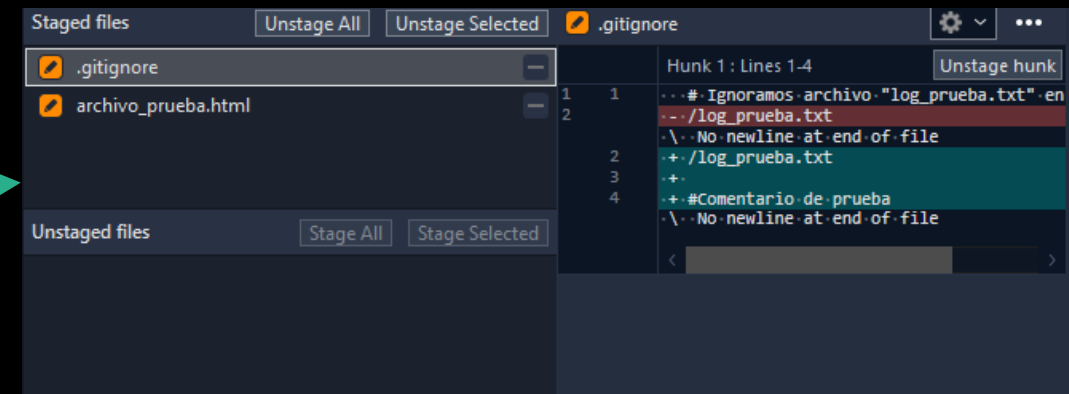 Staged files
Unstage All
Unstage Selected
.gitignore
archivo_prueba.html
Unstaged files
Stage All
Stage Selected
.gitignore
Hunk 1 : Lines 1-4
Unstage hunk
1 1 # Ignoramos archivo "log_prueba.txt" en
2 - /log_prueba.txt
\ No newline at end of file
2 + /log_prueba.txt
3 +
4 + #Comentario de prueba
\ No newline at end of file